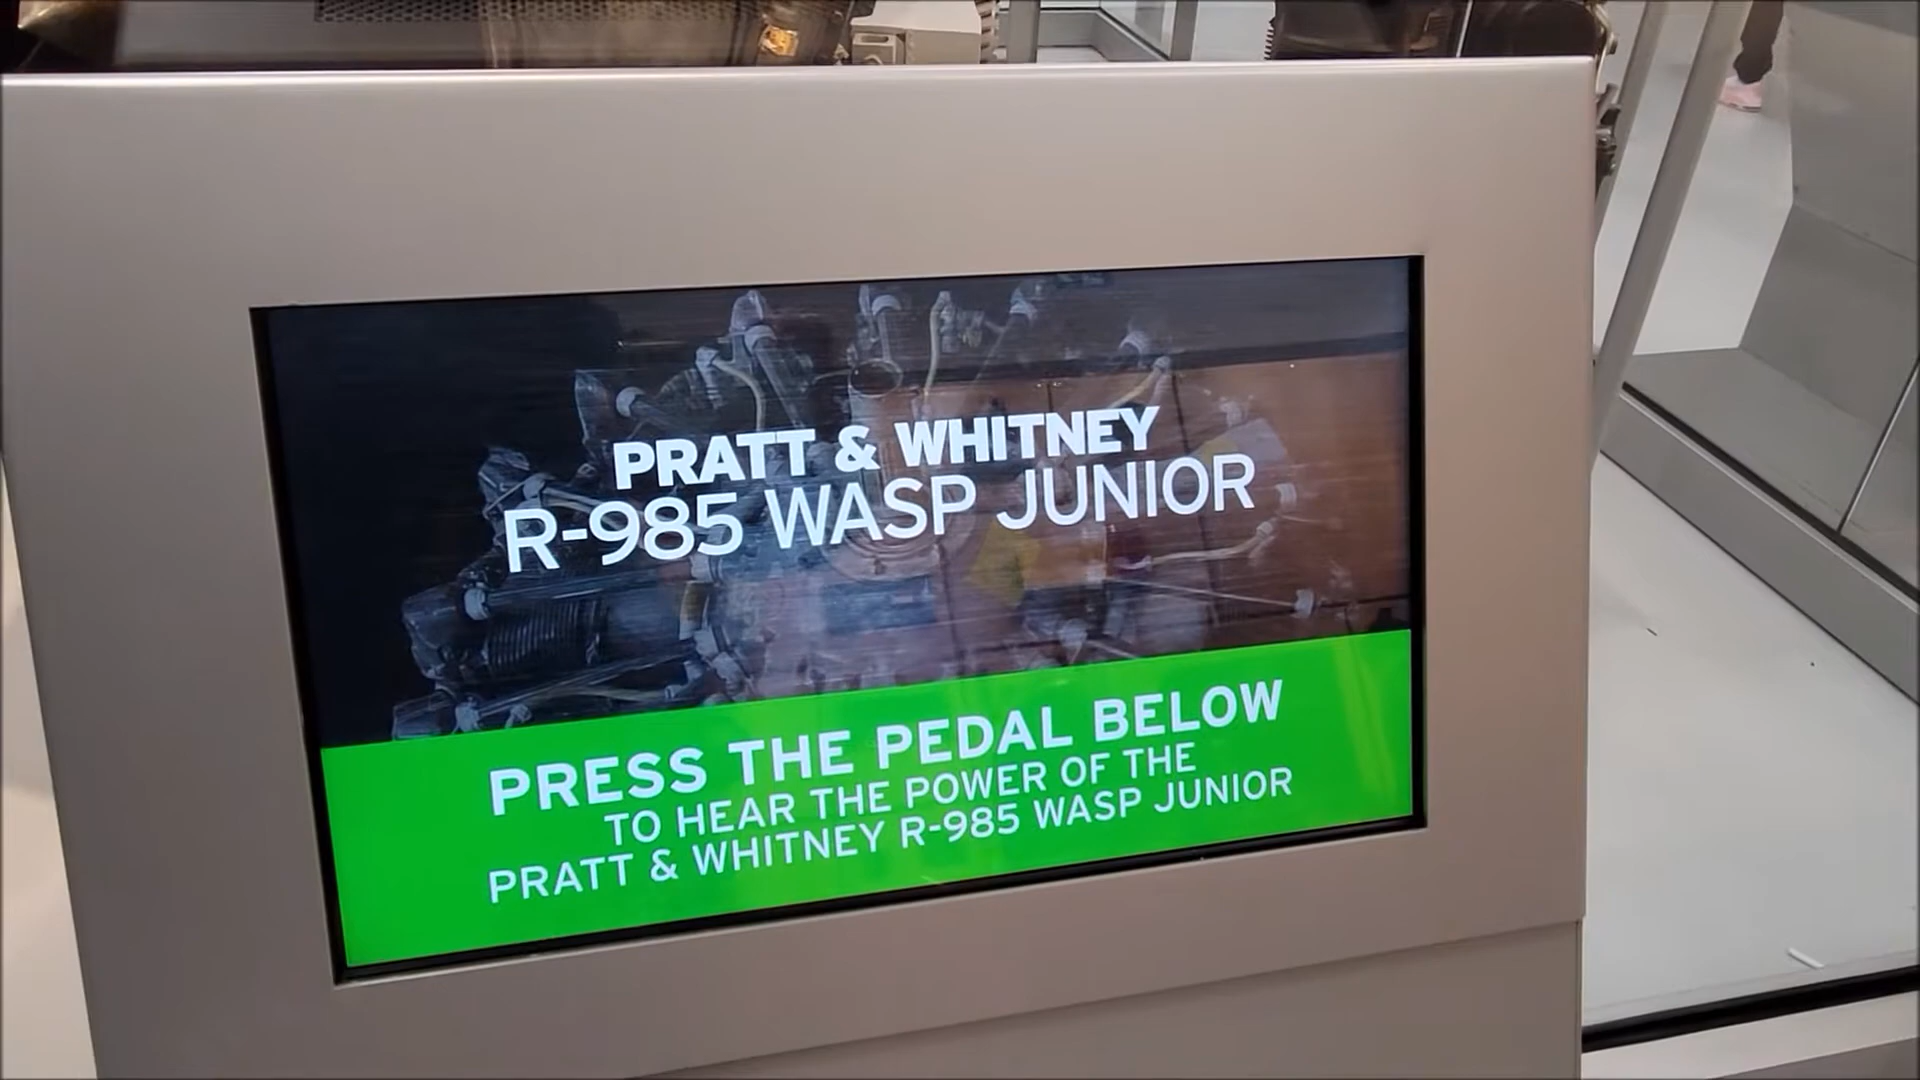 PRATT & WHITNEY
R-985 WASP JUNIOR
PRESS THE PEDAL BELOW
TO HEAR THE POWER OF THE
PRATT & WHITNEY R-985 WASP JUNIOR